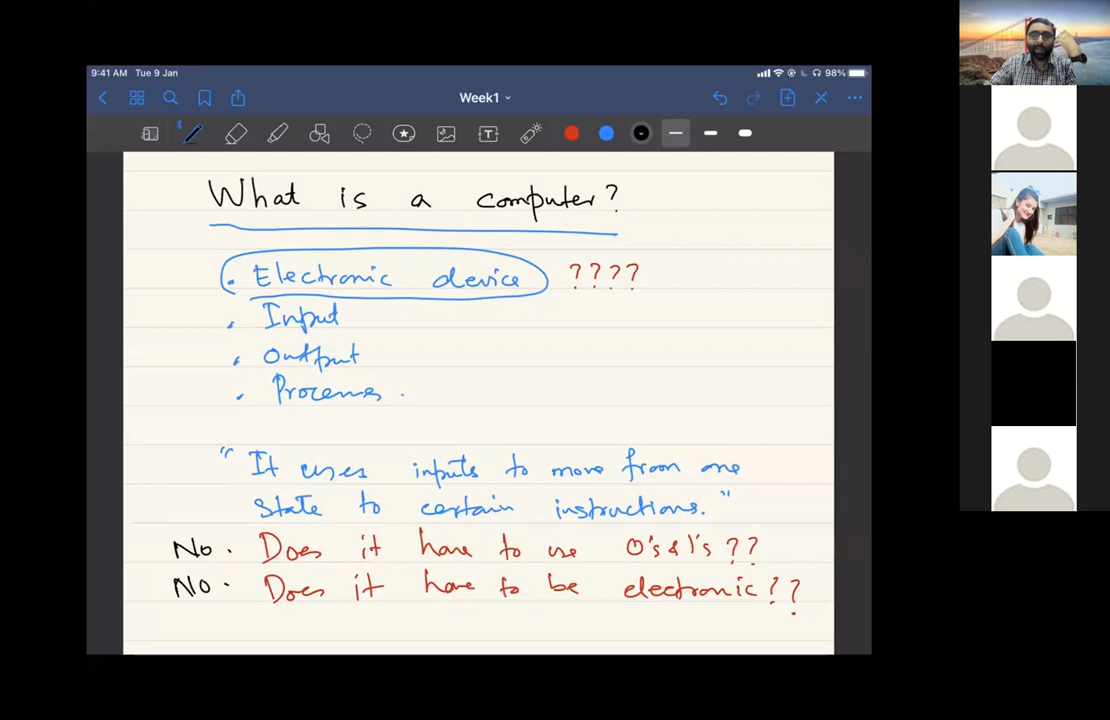 9:41 AM Tue 9 Jan
98%
Week1
What is a computer?
. Electronic device ????
. Input
. Output
. Processes .
"It uses inputs to move from one
state to certain instructions."
No. Does it have to use 0's & 1's ??
No. Does it have to be electronic??